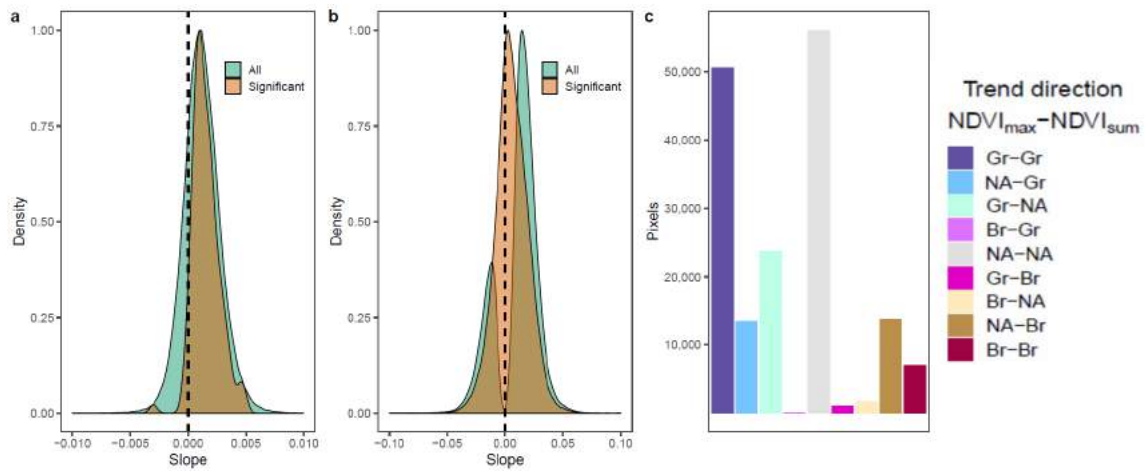 a
1.00
0.75
0.50
0.25
0.00
Density
All
Significant
−0.010
−0.005
0.000
0.005
0.010
Slope
b
1.00
0.75
0.50
0.25
0.00
Density
All
Significant
−0.10
−0.05
0.00
0.05
0.10
Slope
c
50,000
40,000
30,000
20,000
10,000
Pixels
Trend direction
NDVImax−NDVIsum
Gr−Gr
NA−Gr
Gr−NA
Br−Gr
NA−NA
Gr−Br
Br−NA
NA−Br
Br−Br